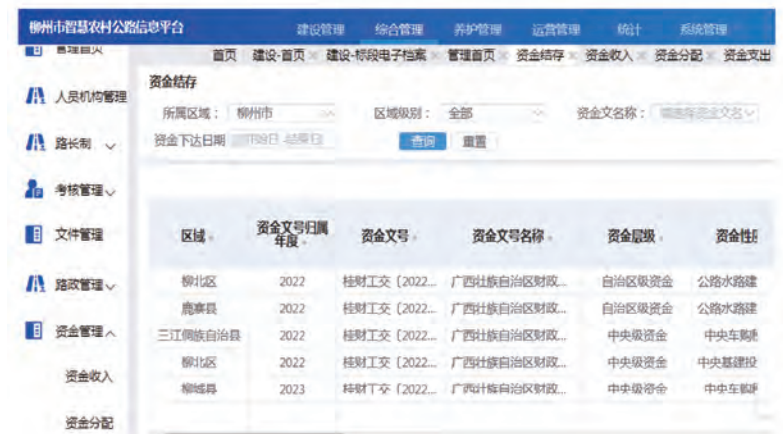 柳州市智慧农村公路信息平台 建设管理 综合管理 养护管理 运营管理 统计 系统管理
管理首页 首页 建设-首页 建设-标段电子档案 管理首页 资金结存 资金收入 资金分配 资金支出
资金结存
人员机构管理
所属区域： 柳州市 区域级别： 全部 资金文名称：
路长制 资金下达日期 查询 重置
考核管理
文件管理
区域 资金文号归属年度 资金文号 资金文号名称 资金层级 资金性
路政管理
柳北区 2022 桂财工交〔2022... 广西壮族自治区财政... 自治区级资金 公路水路建
鹿寨县 2022 桂财工交〔2022... 广西壮族自治区财政... 自治区级资金 公路水路建
资金管理
三江侗族自治县 2022 桂财工交〔2022... 广西壮族自治区财政... 中央级资金 中央车购
柳北区 2022 桂财工交〔2022... 广西壮族自治区财政... 中央级资金 中央基建投
资金收入
柳城县 2023 桂财工交〔2022... 广西壮族自治区财政... 中央级资金 中央车购
资金分配